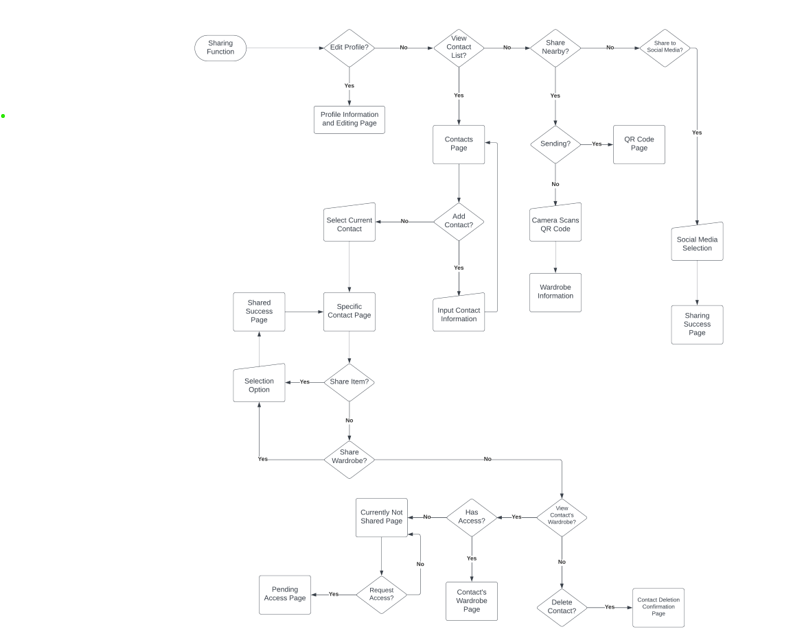 Sharing
Function
Edit Profile?
No
View
Contact
List?
No
Share
Nearby?
No
Share to
Social Media?
Yes
Yes
Yes
Yes
Profile Information
and Editing Page
Contacts
Page
Sending?
Yes
QR Code
Page
No
Select Current
Contact
No
Add
Contact?
Camera Scans
QR Code
Social Media
Selection
Yes
Shared
Success
Page
Specific
Contact Page
Input Contact
Information
Wardrobe
Information
Sharing
Success
Page
Selection
Option
Yes
Share Item?
No
Yes
Share
Wardrobe?
No
Currently Not
Shared Page
No
Has
Access?
Yes
View
Contact's
Wardrobe?
Yes
No
No
Pending
Access Page
Yes
Request
Access?
Contact's
Wardrobe
Page
Delete
Contact?
Yes
Contact Deletion
Confirmation
Page